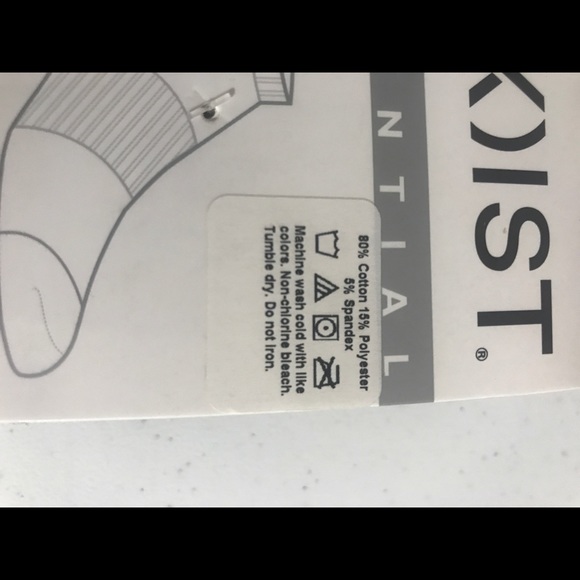 X)IST®
NTIAL
80% Cotton 15% Polyester
5% Spandex
Machine wash cold with like
colors. Non-chlorine bleach.
Tumble dry. Do not iron.